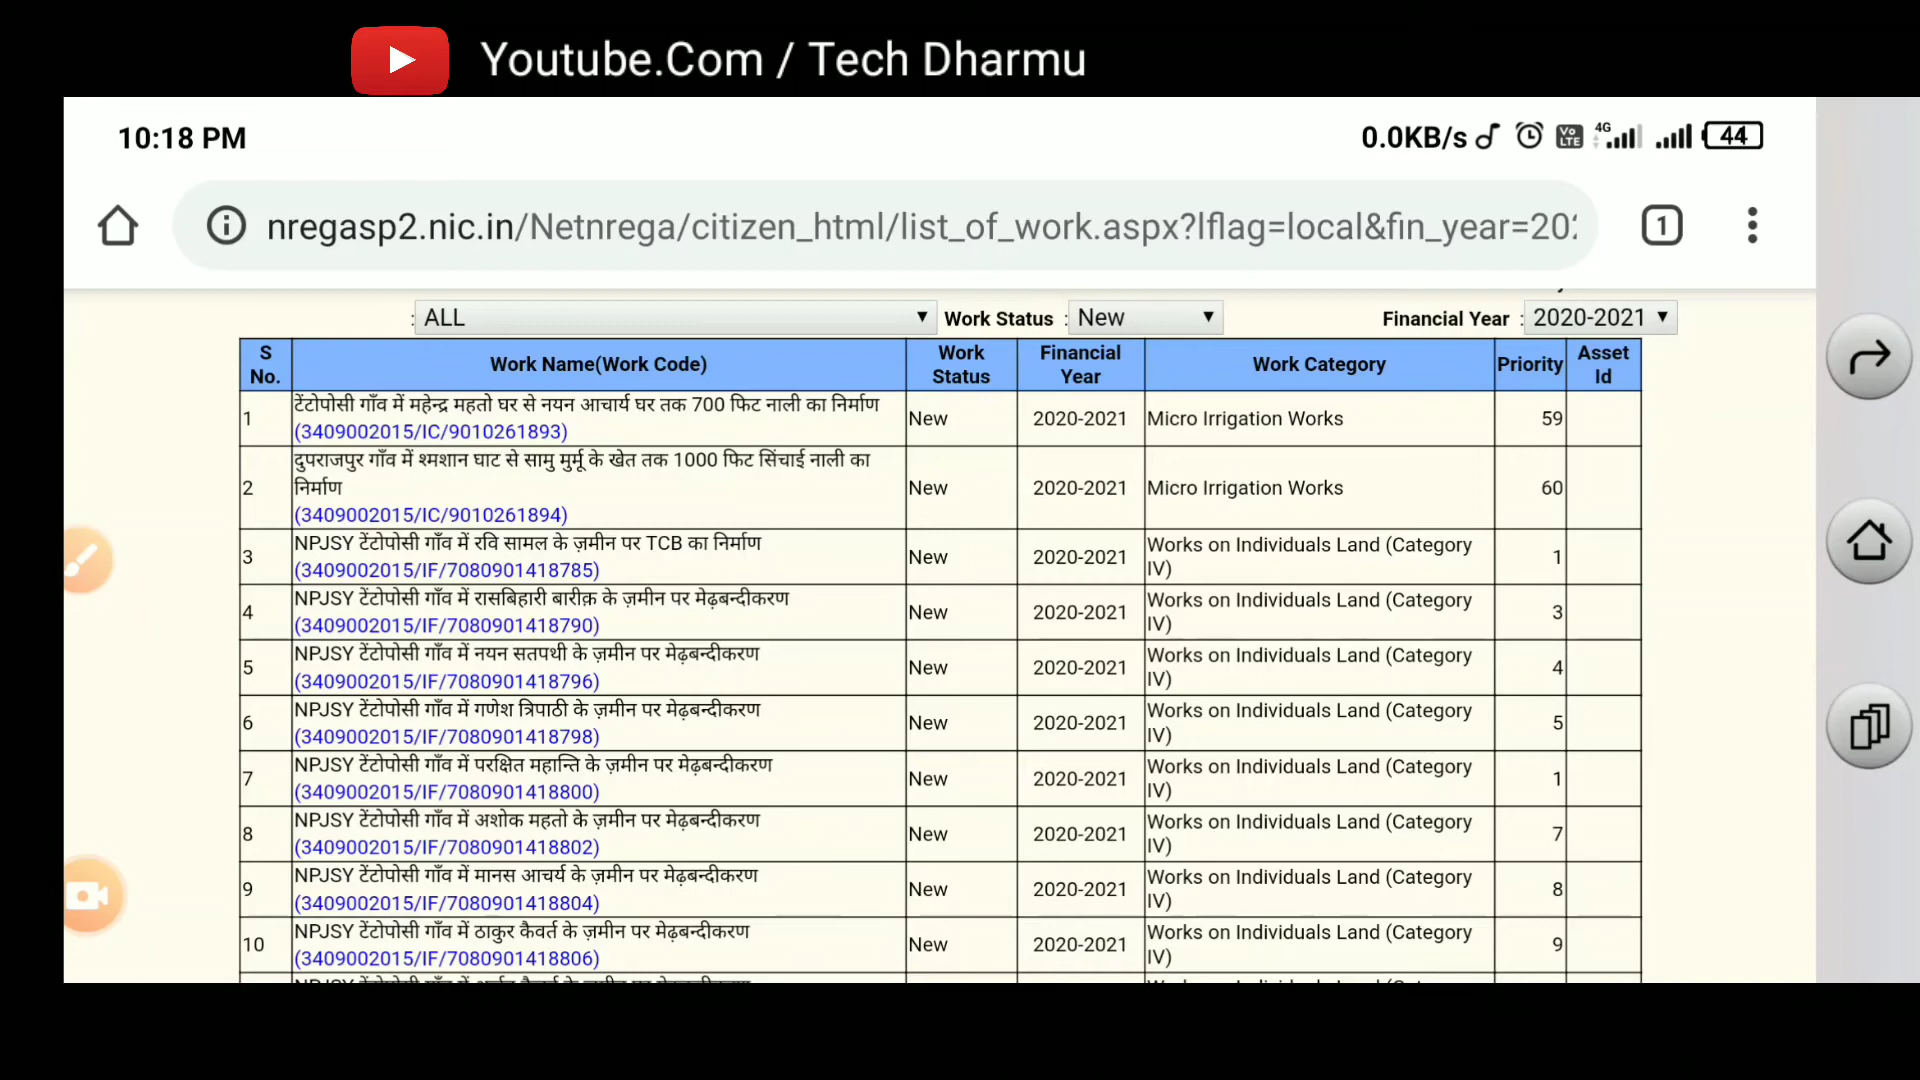 Youtube.Com / Tech Dharmu
10:18 PM
0.0KB/s
Vo LTE
4G
44
nregasp2.nic.in/Netnrega/citizen_html/list_of_work.aspx?lflag=local&fin_year=202
1
: ALL Work Status : New Financial Year : 2020-2021
S No. Work Name(Work Code) Work Status Financial Year Work Category Priority Asset Id
1 टेंटोपोसी गाँव में महेन्द्र महतो घर से नयन आचार्य घर तक 700 फिट नाली का निर्माण
(3409002015/IC/9010261893) New 2020-2021 Micro Irrigation Works 59
2 दुपराजपुर गाँव में श्मशान घाट से सामु मुर्मू के खेत तक 1000 फिट सिंचाई नाली का
निर्माण New 2020-2021 Micro Irrigation Works 60
(3409002015/IC/9010261894)
3 NPJSY टेंटोपोसी गाँव में रवि सामल के ज़मीन पर TCB का निर्माण
(3409002015/IF/7080901418785) New 2020-2021 Works on Individuals Land (Category IV) 1
4 NPJSY टेंटोपोसी गाँव में रासबिहारी बारीक़ के ज़मीन पर मेढ़बन्दीकरण
(3409002015/IF/7080901418790) New 2020-2021 Works on Individuals Land (Category IV) 3
5 NPJSY टेंटोपोसी गाँव में नयन सतपथी के ज़मीन पर मेढ़बन्दीकरण
(3409002015/IF/7080901418796) New 2020-2021 Works on Individuals Land (Category IV) 4
6 NPJSY टेंटोपोसी गाँव में गणेश त्रिपाठी के ज़मीन पर मेढ़बन्दीकरण
(3409002015/IF/7080901418798) New 2020-2021 Works on Individuals Land (Category IV) 5
7 NPJSY टेंटोपोसी गाँव में परक्षित महान्ति के ज़मीन पर मेढ़बन्दीकरण
(3409002015/IF/7080901418800) New 2020-2021 Works on Individuals Land (Category IV) 1
8 NPJSY टेंटोपोसी गाँव में अशोक महतो के ज़मीन पर मेढ़बन्दीकरण
(3409002015/IF/7080901418802) New 2020-2021 Works on Individuals Land (Category IV) 7
9 NPJSY टेंटोपोसी गाँव में मानस आचर्य के ज़मीन पर मेढ़बन्दीकरण
(3409002015/IF/7080901418804) New 2020-2021 Works on Individuals Land (Category IV) 8
10 NPJSY टेंटोपोसी गाँव में ठाकुर कैवर्त के ज़मीन पर मेढ़बन्दीकरण
(3409002015/IF/7080901418806) New 2020-2021 Works on Individuals Land (Category IV) 9